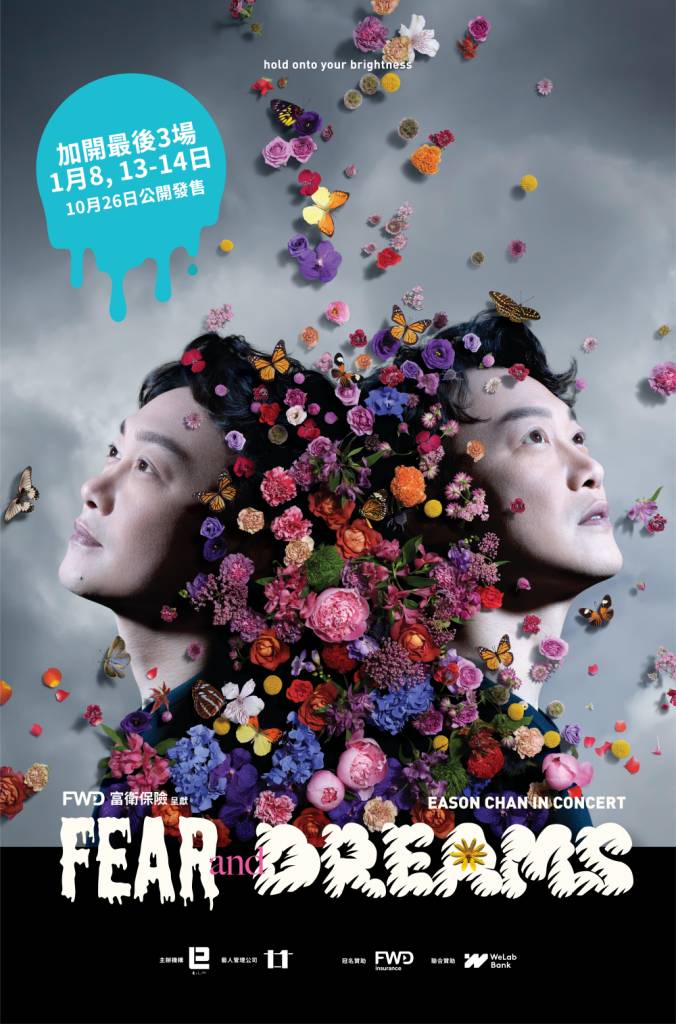 hold onto your brightness
加開最後3場
1月8, 13-14日
10月26日公開發售
FWD 富衛保險 呈獻
EASON CHAN IN CONCERT
FEAR and DREAMS
主辦機構
藝人管理公司
冠名贊助 FWD insurance
聯合贊助 WeLab Bank